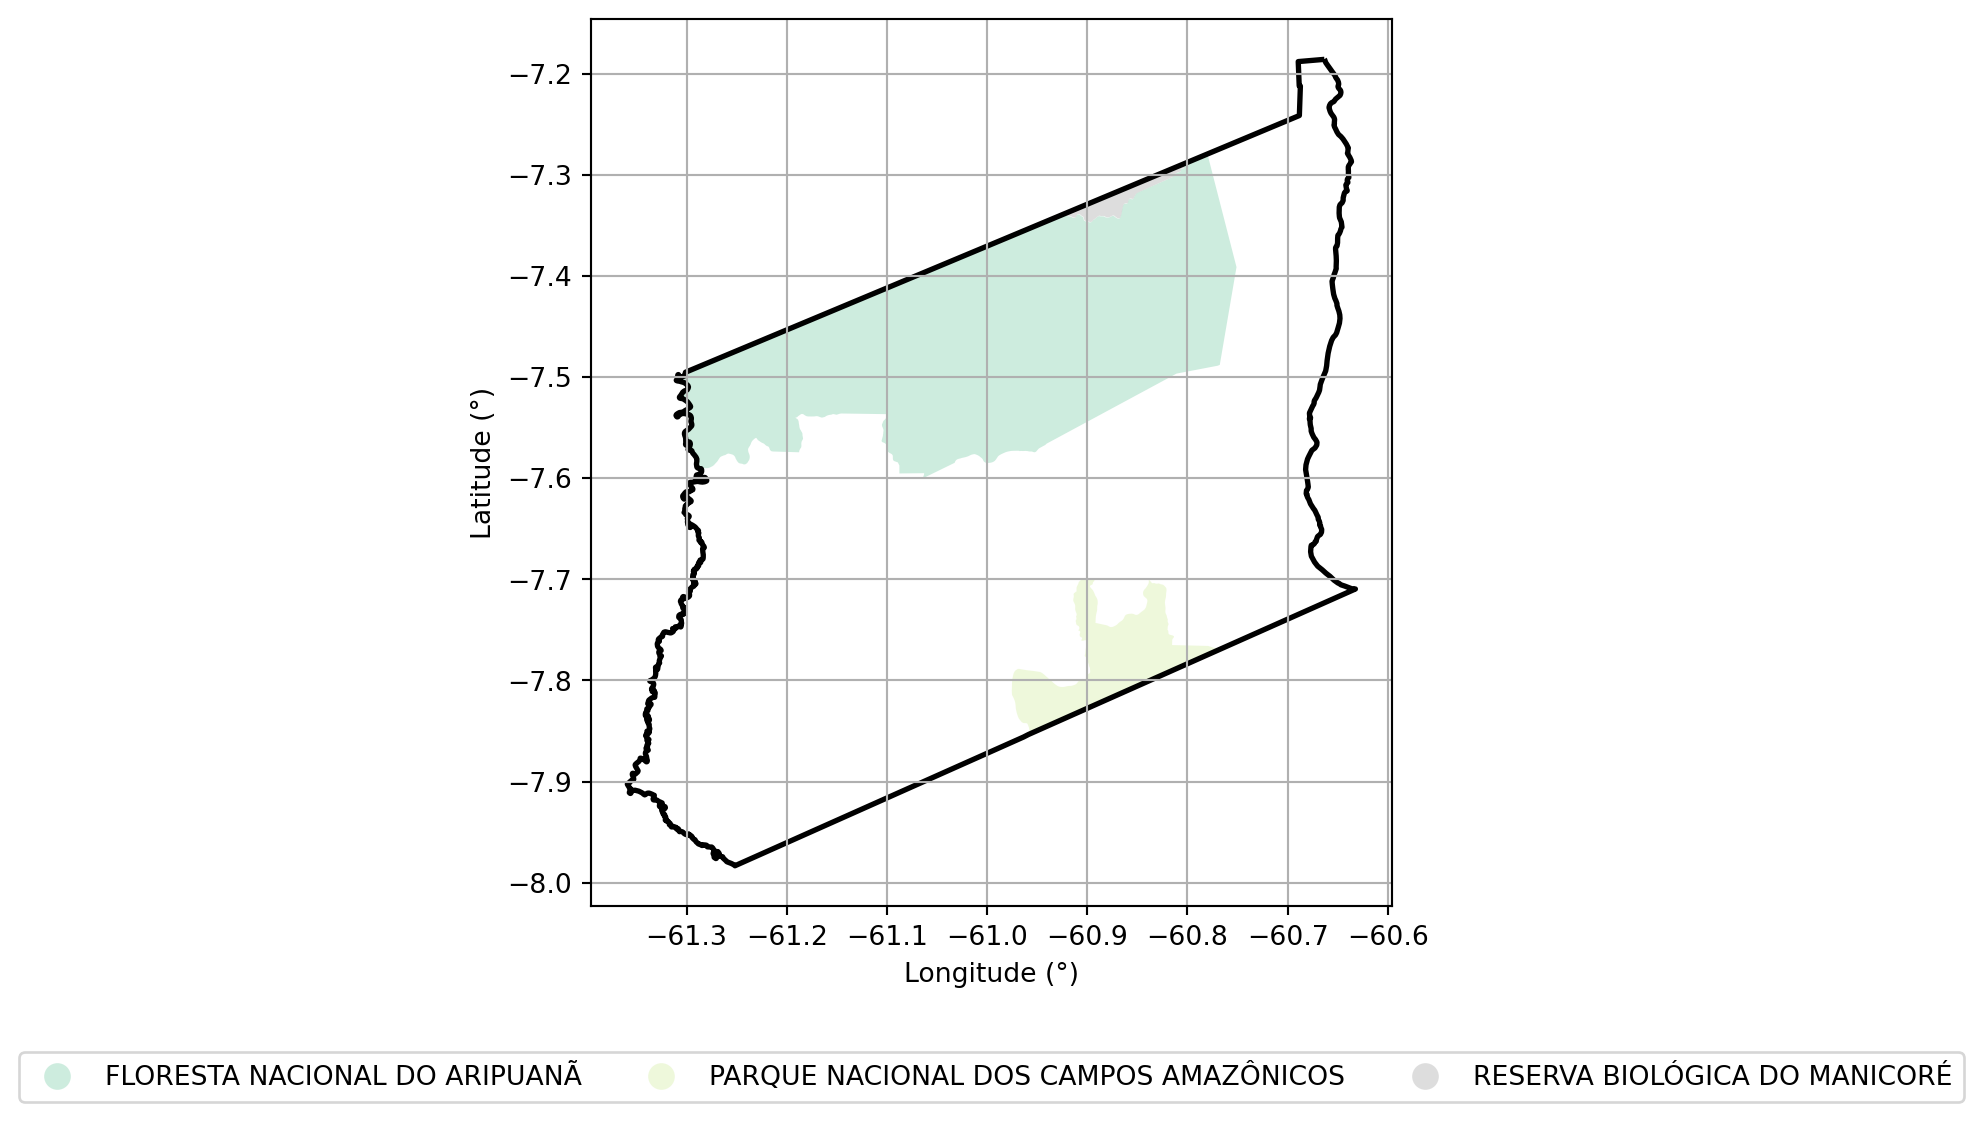 −7.2
−7.3
−7.4
−7.5
−7.6
−7.7
−7.8
−7.9
−8.0
Latitude (°)
−61.3 −61.2 −61.1 −61.0 −60.9 −60.8 −60.7 −60.6
Longitude (°)
FLORESTA NACIONAL DO ARIPUANÃ PARQUE NACIONAL DOS CAMPOS AMAZÔNICOS RESERVA BIOLÓGICA DO MANICORÉ